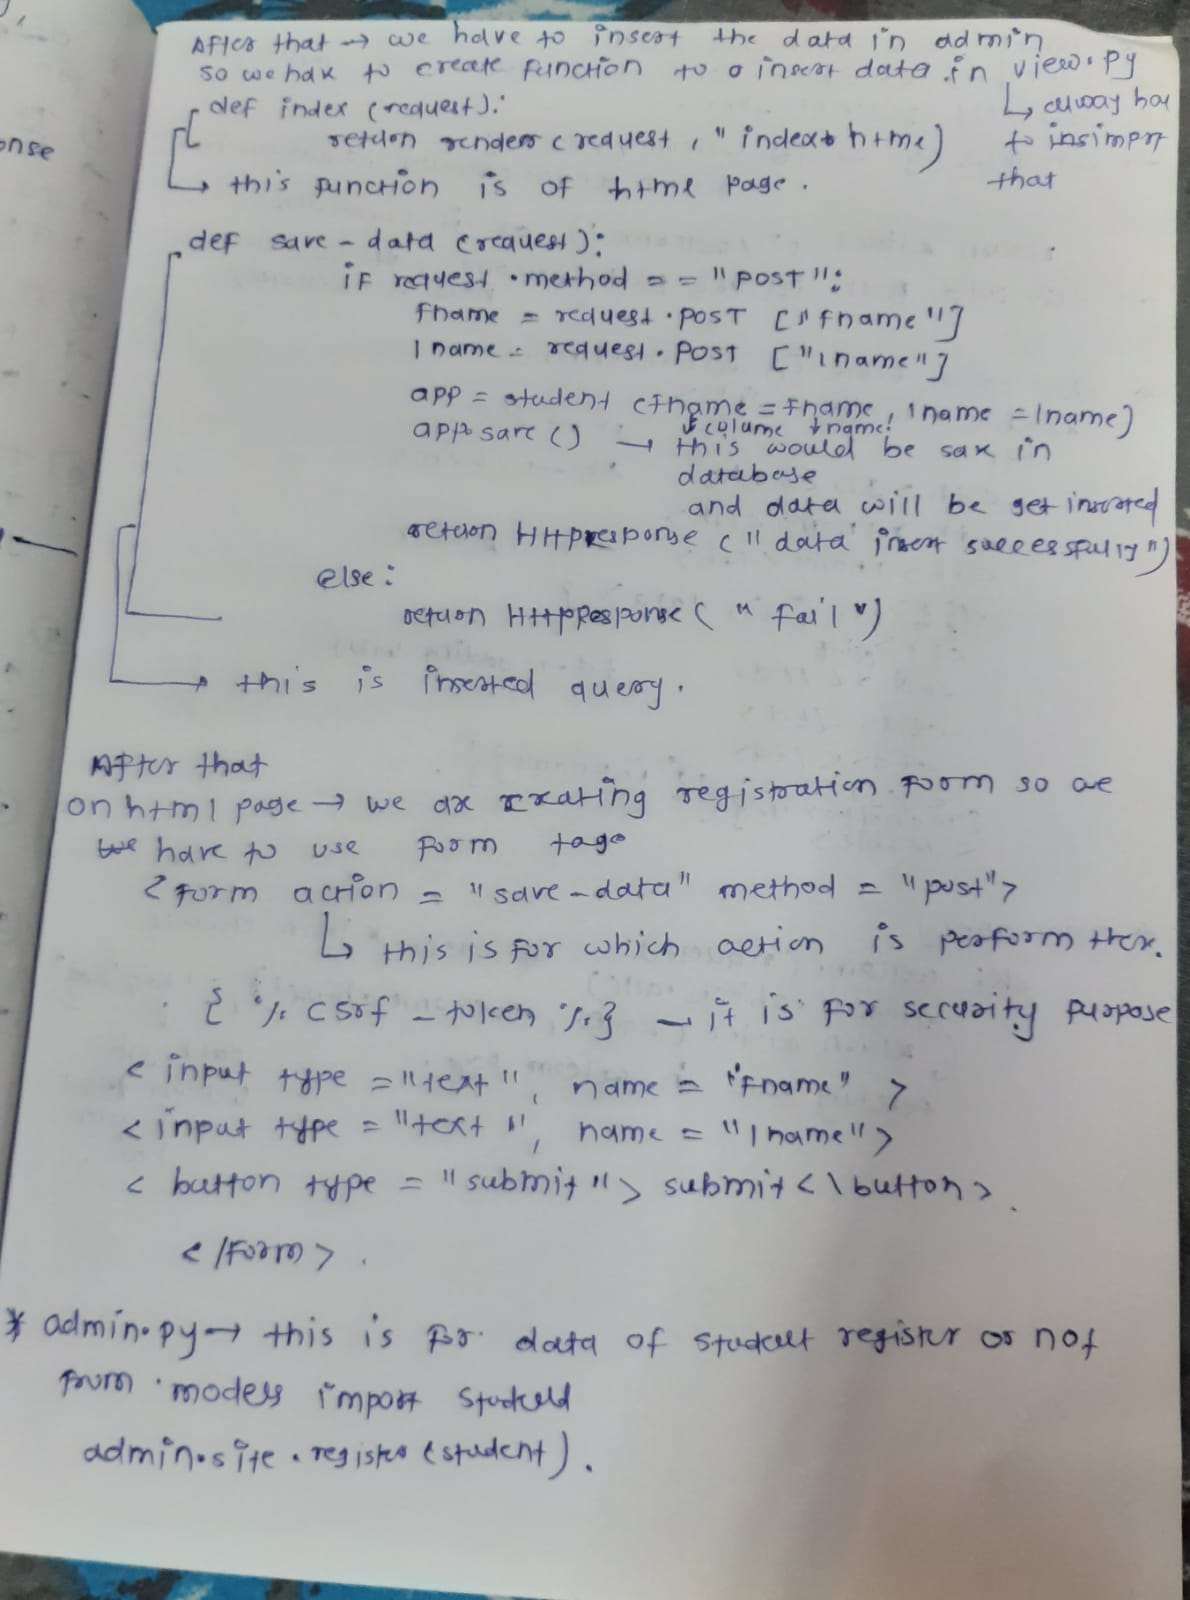 onse
After that → we have to insert the data in admin
so we have to create function to insert data in view.py
↳ alway hav to import that
def index (request):
return render (request, "index.html)
↳ this function is of html page.
def save-data (request):
if request.method == "post":
fname = request.POST ["fname"]
lname = request.POST ["lname"]
app = student (fname = fname, lname = lname)
↓ colume ↓ name
app.save () → this would be save in
database
and data will be get inserted
return HttpResponse ("data insert successfully")
else:
return HttpResponse ("fail")
→ this is inserted query.
After that
on html page → we are creating registration form so we
have to use form tage
< form action = "save-data" method = "post">
↳ this is for which action is perform ther.
{ % csrf_token %} → it is for security purpose
< input type = "text", name = "fname" >
< input type = "text", name = "lname">
< button type = "submit"> submit <\button>.
</form>.
* admin.py → this is for data of student register or not
from .models import student
admin.site.register (student).